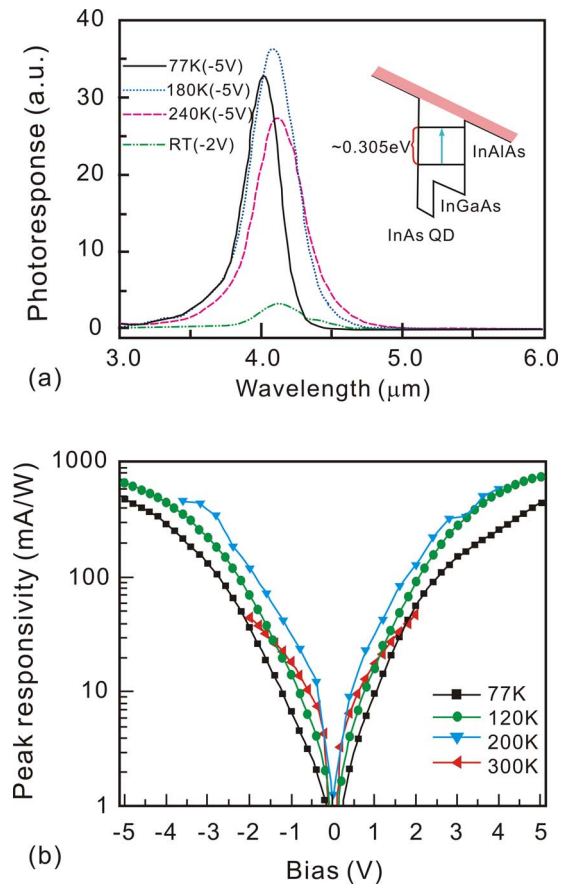 40
30
20
10
0
Photoresponse (a.u.)
77K(-5V)
180K(-5V)
240K(-5V)
RT(-2V)
~0.305eV
InAlAs
InGaAs
InAs QD
3.0 4.0 5.0 6.0
Wavelength (μm)
(a)
1000
100
10
1
Peak responsivity (mA/W)
77K
120K
200K
300K
-5 -4 -3 -2 -1 0 1 2 3 4 5
Bias (V)
(b)